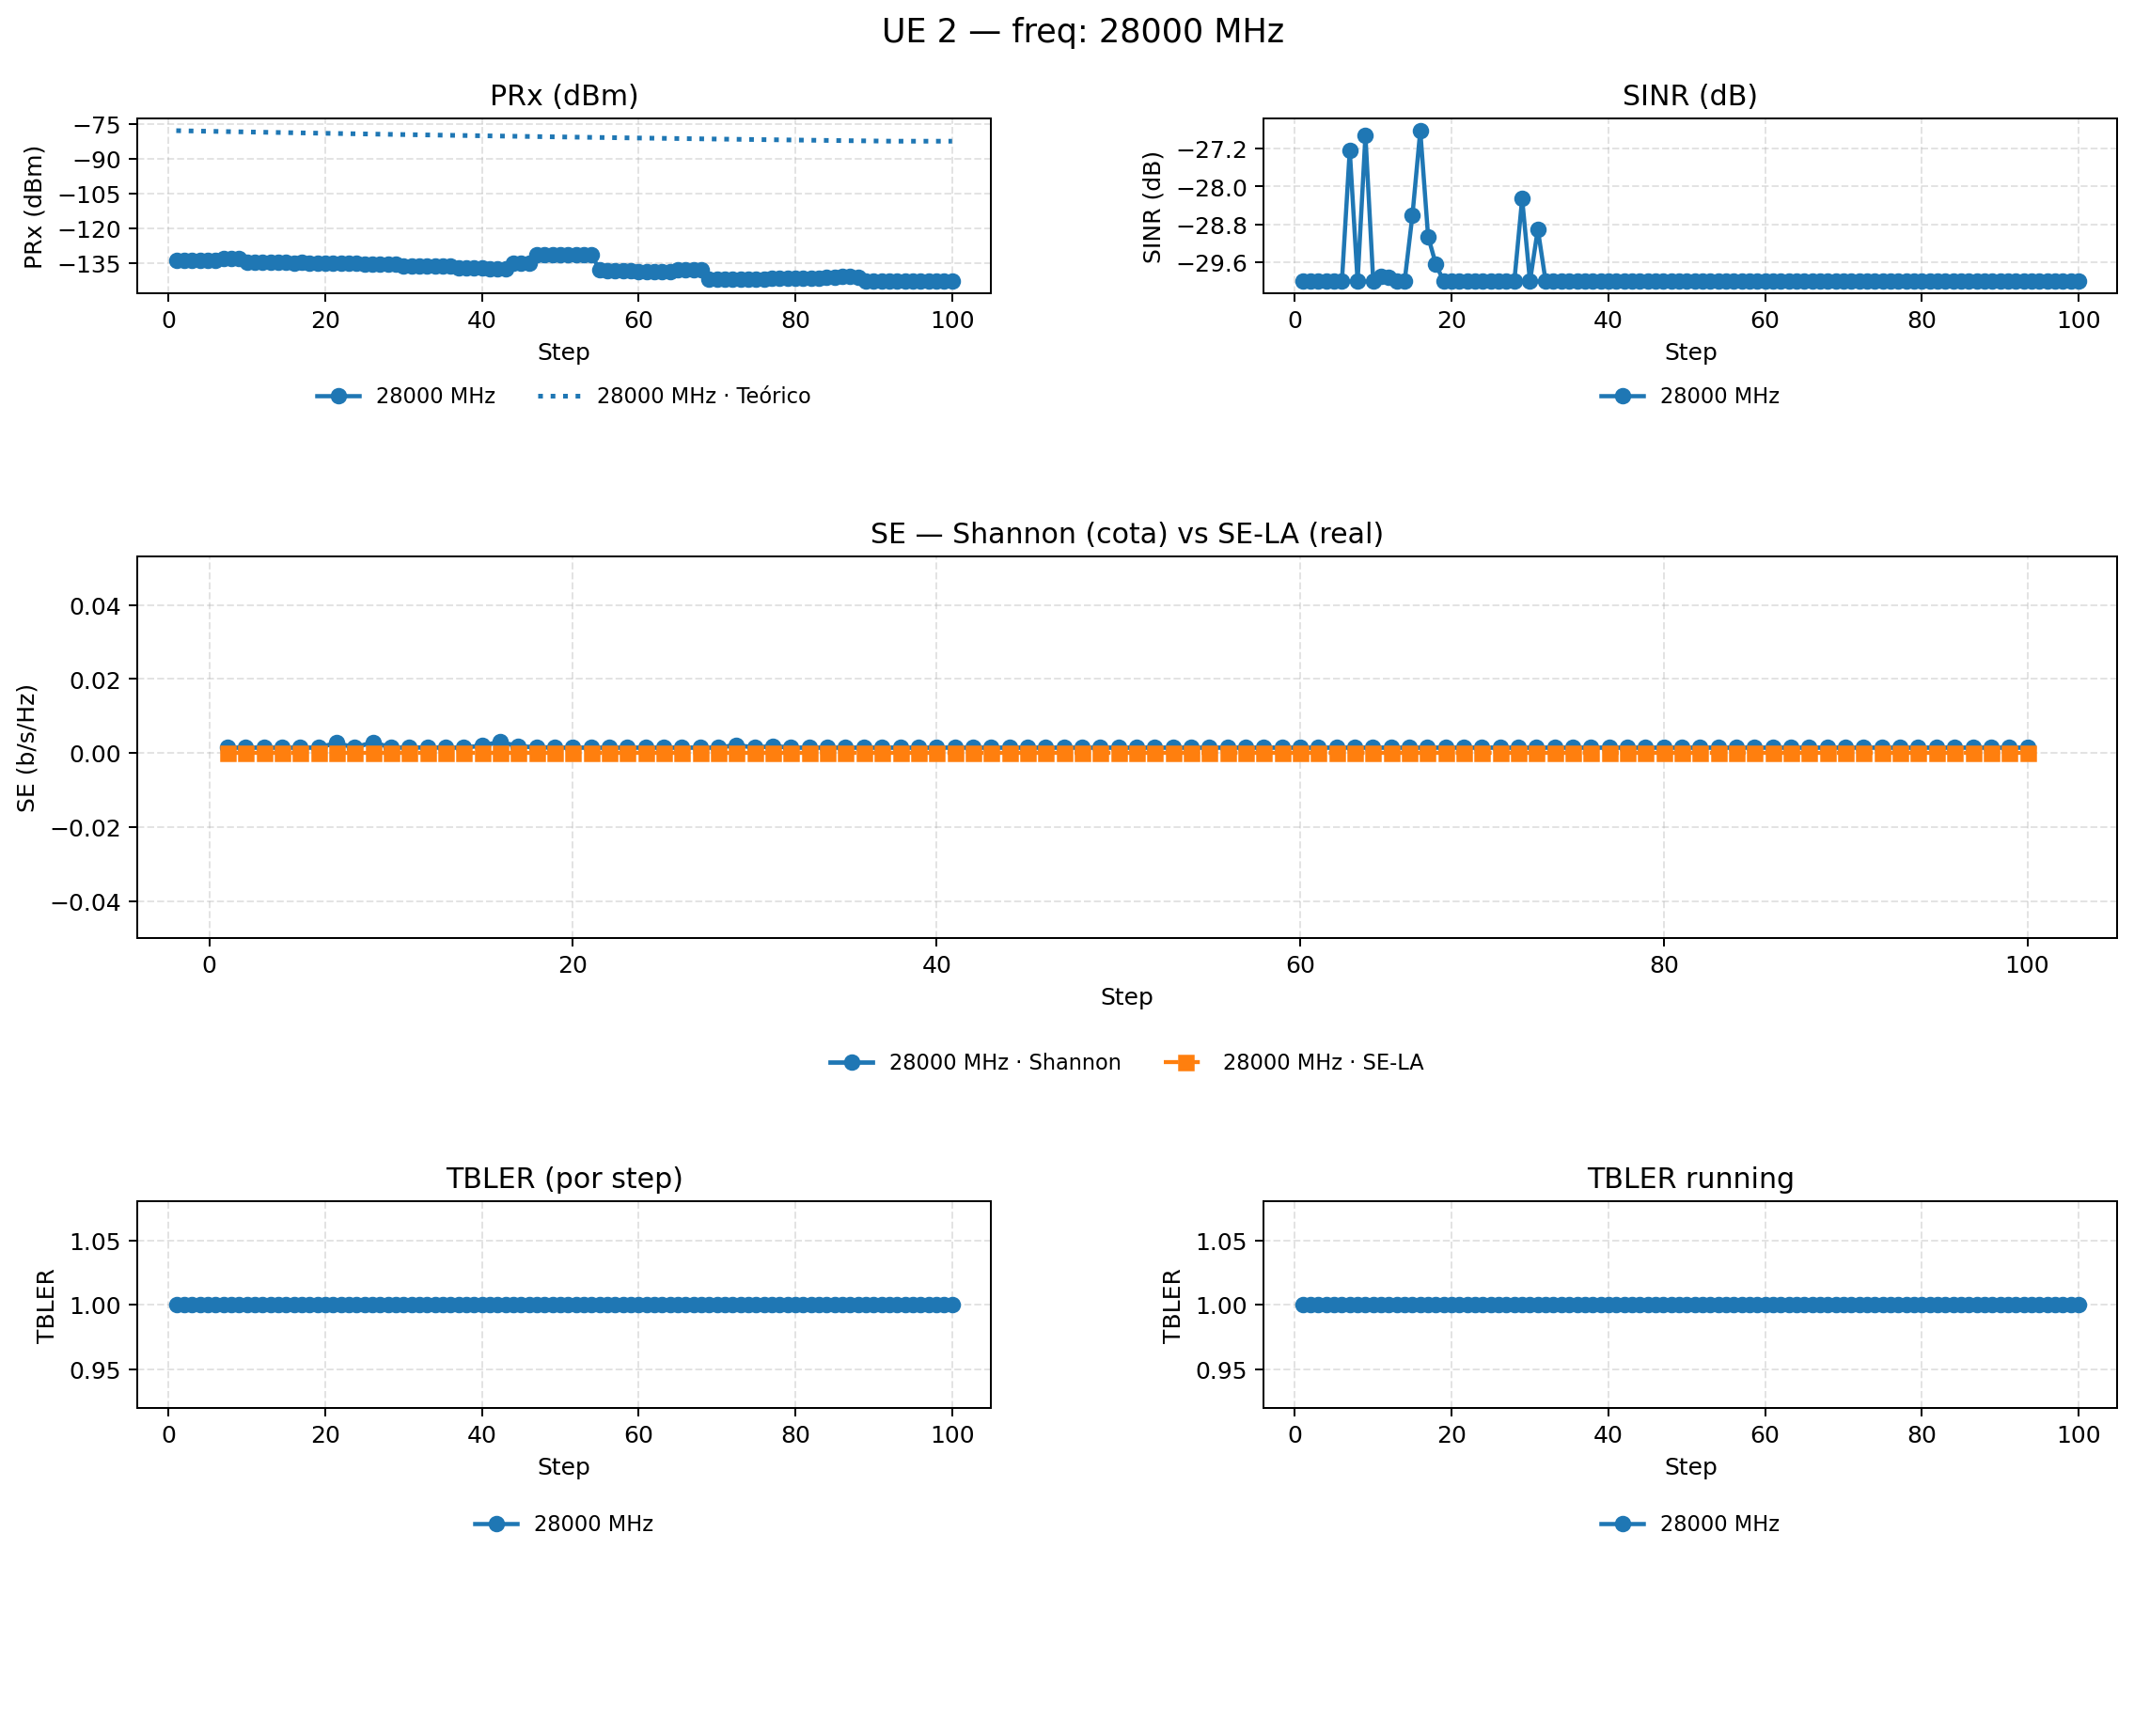 UE 2 — freq: 28000 MHz
PRx (dBm)
PRx (dBm)
−75
−90
−105
−120
−135
0 20 40 60 80 100
Step
28000 MHz 28000 MHz · Teórico
SINR (dB)
SINR (dB)
−27.2
−28.0
−28.8
−29.6
0 20 40 60 80 100
Step
28000 MHz
SE — Shannon (cota) vs SE-LA (real)
SE (b/s/Hz)
0.04
0.02
0.00
−0.02
−0.04
0 20 40 60 80 100
Step
28000 MHz · Shannon 28000 MHz · SE-LA
TBLER (por step)
TBLER
1.05
1.00
0.95
0 20 40 60 80 100
Step
28000 MHz
TBLER running
TBLER
1.05
1.00
0.95
0 20 40 60 80 100
Step
28000 MHz